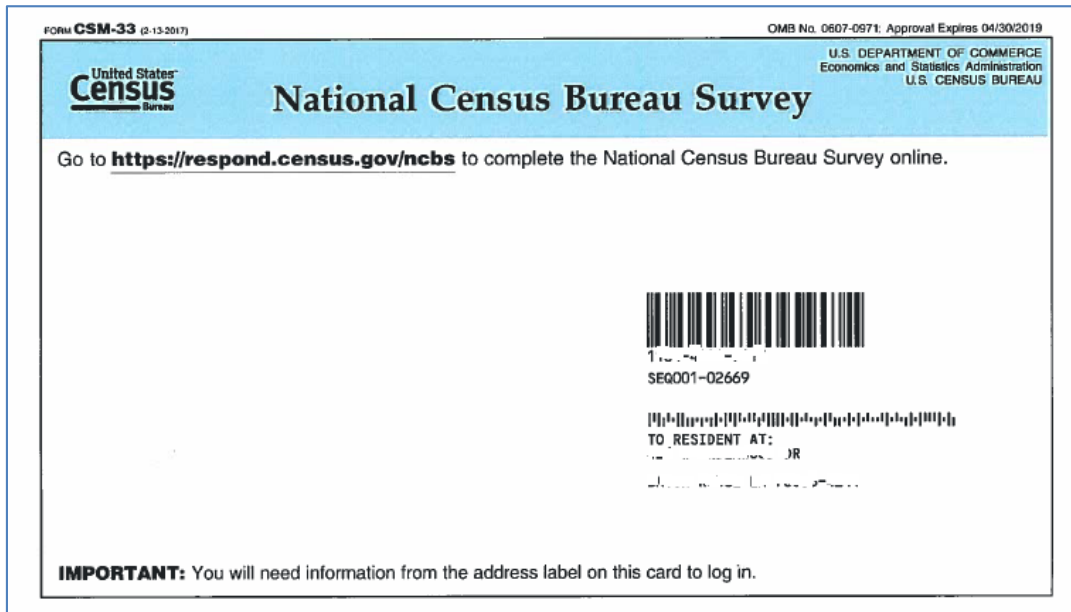 FORM CSM-33 (2-13-2017)
OMB No. 0607-0971: Approval Expires 04/30/2019
United States
Census
Bureau
National Census Bureau Survey
U.S. DEPARTMENT OF COMMERCE
Economics and Statistics Administration
U.S. CENSUS BUREAU
Go to https://respond.census.gov/ncbs to complete the National Census Bureau Survey online.
SEQ001-02669
TO RESIDENT AT:
IMPORTANT: You will need information from the address label on this card to log in.